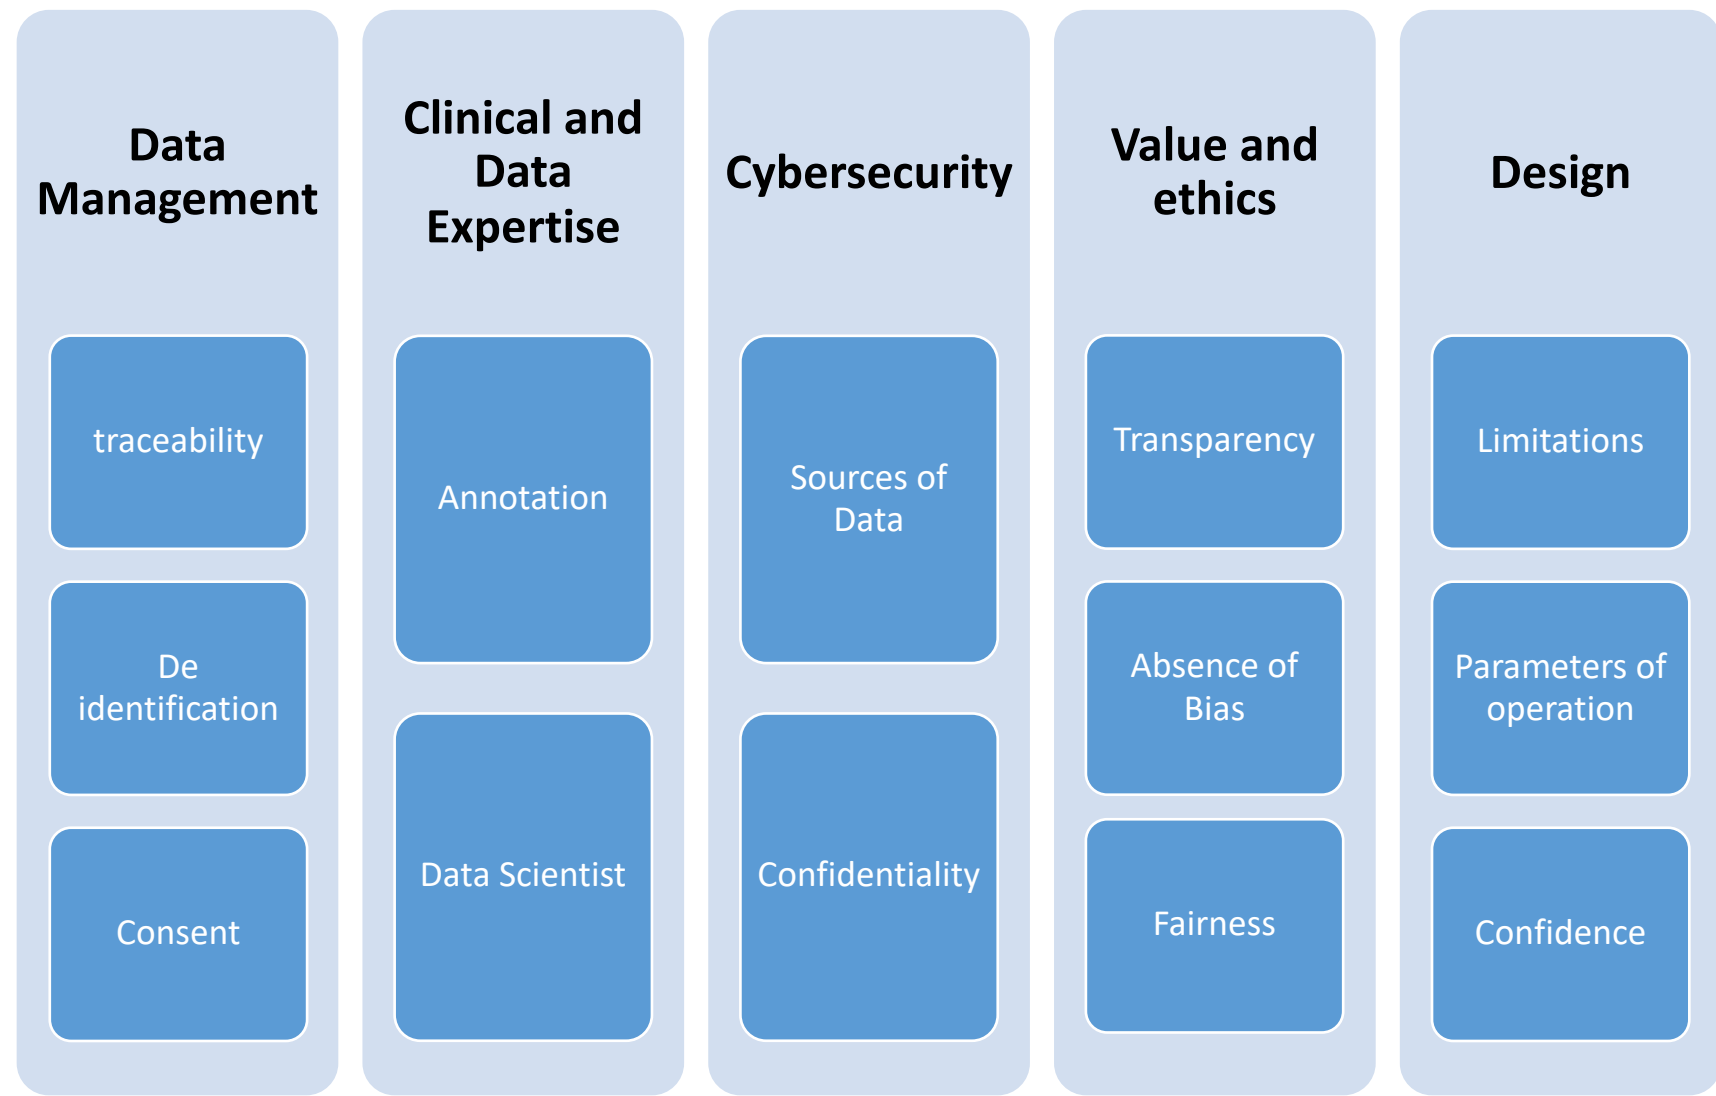 Data
Management
traceability
De
identification
Consent
Clinical and
Data
Expertise
Annotation
Data Scientist
Cybersecurity
Sources of
Data
Confidentiality
Value and
ethics
Transparency
Absence of
Bias
Fairness
Design
Limitations
Parameters of
operation
Confidence